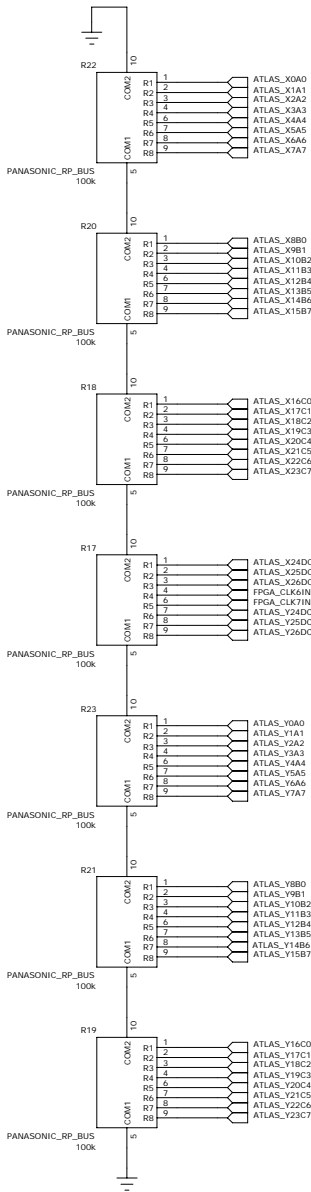 10
R22
COM2
R1 1 ATLAS_X0A0
R2 2 ATLAS_X1A1
R3 3 ATLAS_X2A2
R4 4 ATLAS_X3A3
R5 6 ATLAS_X4A4
R6 7 ATLAS_X5A5
R7 8 ATLAS_X6A6
R8 9 ATLAS_X7A7
COM1
5
PANASONIC_RP_BUS
100k
10
R20
COM2
R1 1 ATLAS_X8B0
R2 2 ATLAS_X9B1
R3 3 ATLAS_X10B2
R4 4 ATLAS_X11B3
R5 6 ATLAS_X12B4
R6 7 ATLAS_X13B5
R7 8 ATLAS_X14B6
R8 9 ATLAS_X15B7
COM1
5
PANASONIC_RP_BUS
100k
10
R18
COM2
R1 1 ATLAS_X16C0
R2 2 ATLAS_X17C1
R3 3 ATLAS_X18C2
R4 4 ATLAS_X19C3
R5 6 ATLAS_X20C4
R6 7 ATLAS_X21C5
R7 8 ATLAS_X22C6
R8 9 ATLAS_X23C7
COM1
5
PANASONIC_RP_BUS
100k
10
R17
COM2
R1 1 ATLAS_X24DC
R2 2 ATLAS_X25DC
R3 3 ATLAS_X26DC
R4 4 FPGA_CLK6IN
R5 6 FPGA_CLK7IN
R6 7 ATLAS_Y24DC
R7 8 ATLAS_Y25DC
R8 9 ATLAS_Y26DC
COM1
5
PANASONIC_RP_BUS
100k
10
R23
COM2
R1 1 ATLAS_Y0A0
R2 2 ATLAS_Y1A1
R3 3 ATLAS_Y2A2
R4 4 ATLAS_Y3A3
R5 6 ATLAS_Y4A4
R6 7 ATLAS_Y5A5
R7 8 ATLAS_Y6A6
R8 9 ATLAS_Y7A7
COM1
5
PANASONIC_RP_BUS
100k
10
R21
COM2
R1 1 ATLAS_Y8B0
R2 2 ATLAS_Y9B1
R3 3 ATLAS_Y10B2
R4 4 ATLAS_Y11B3
R5 6 ATLAS_Y12B4
R6 7 ATLAS_Y13B5
R7 8 ATLAS_Y14B6
R8 9 ATLAS_Y15B7
COM1
5
PANASONIC_RP_BUS
100k
10
R19
COM2
R1 1 ATLAS_Y16C0
R2 2 ATLAS_Y17C1
R3 3 ATLAS_Y18C2
R4 4 ATLAS_Y19C3
R5 6 ATLAS_Y20C4
R6 7 ATLAS_Y21C5
R7 8 ATLAS_Y22C6
R8 9 ATLAS_Y23C7
COM1
5
PANASONIC_RP_BUS
100k